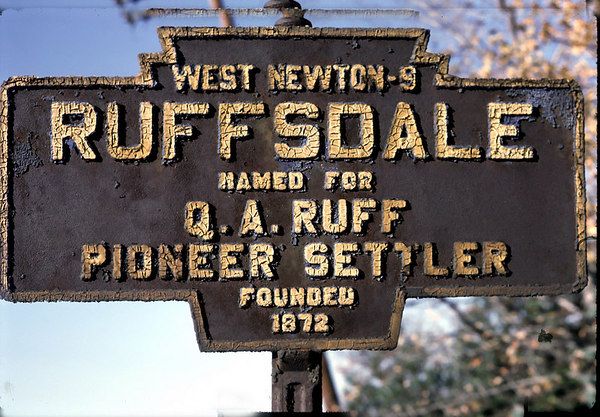 WEST NEWTON-9
RUFFSDALE
NAMED FOR
Q.A.RUFF
PIONEER SETTLER
FOUNDED
1872